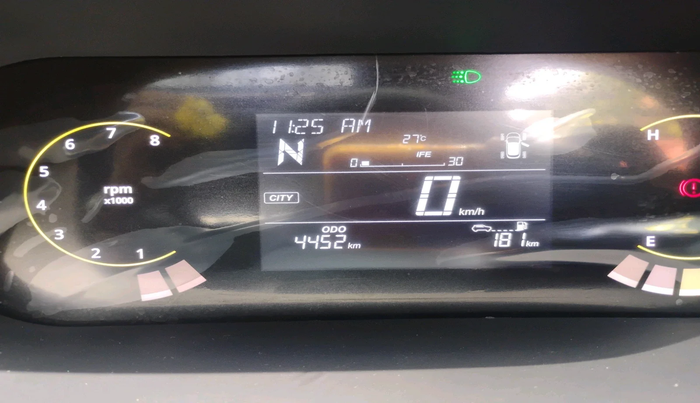 11:25 AM
27°C
N
IFE
0 30
CITY
0 km/h
ODO
4452 km
181 km
8
7
6
5
4
3
2
1
rpm
x1000
H
E